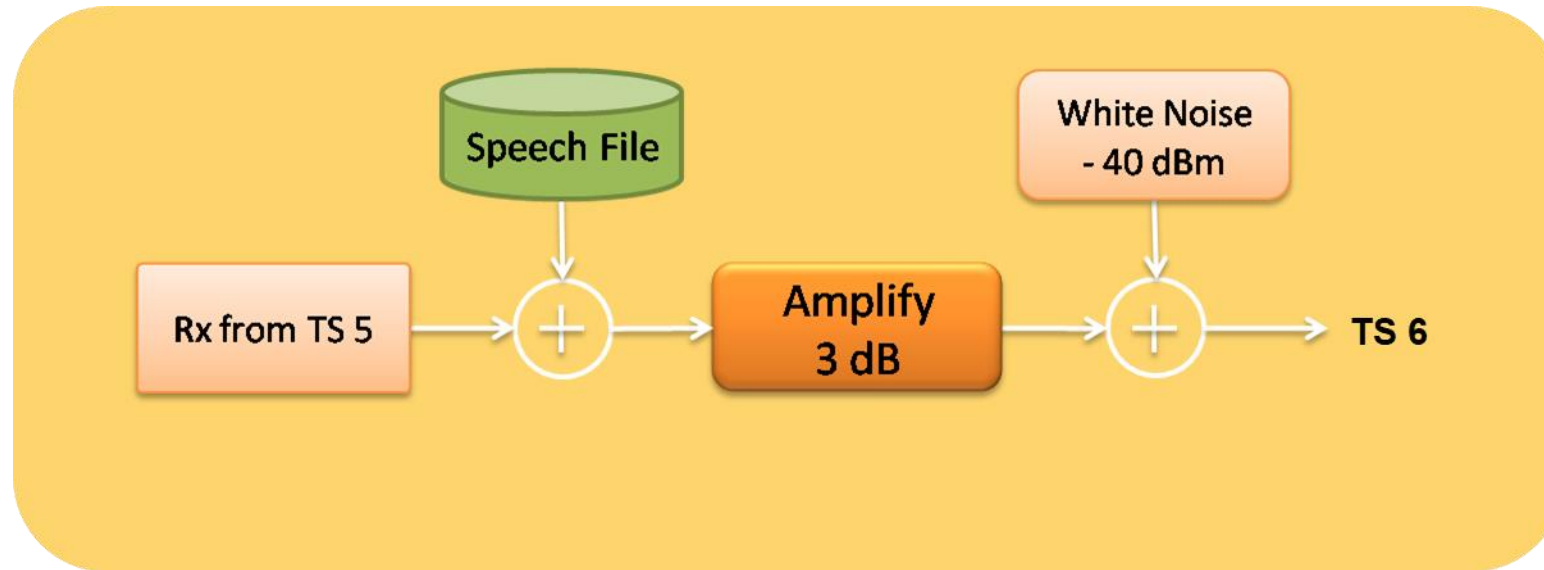 Speech File
White Noise
- 40 dBm
Rx from TS 5
Amplify
3 dB
TS 6